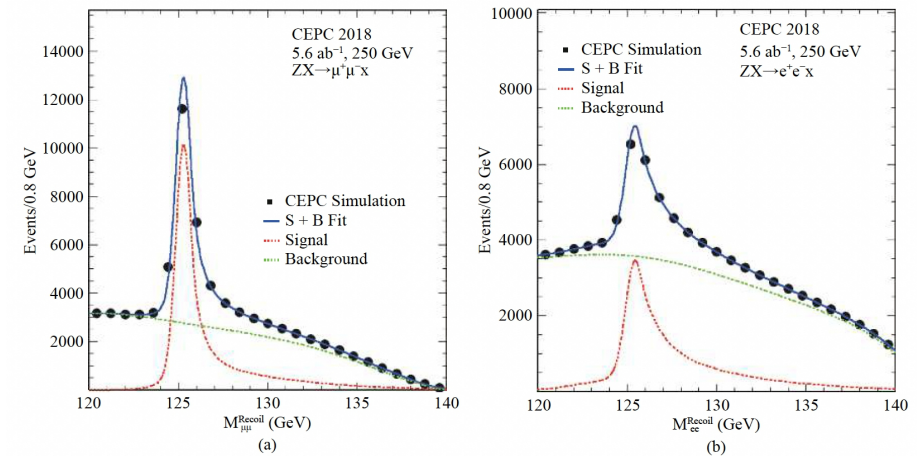 CEPC 2018
5.6 ab⁻¹, 250 GeV
ZX→μ⁺μ⁻x
CEPC Simulation
S + B Fit
Signal
Background
14000
12000
10000
8000
6000
4000
2000
Events/0.8 GeV
120
125
130
135
140
M^Recoil_μμ (GeV)
(a)
CEPC 2018
5.6 ab⁻¹, 250 GeV
ZX→e⁺e⁻x
CEPC Simulation
S + B Fit
Signal
Background
10000
8000
6000
4000
2000
Events/0.8 GeV
120
125
130
135
140
M^Recoil_ee (GeV)
(b)